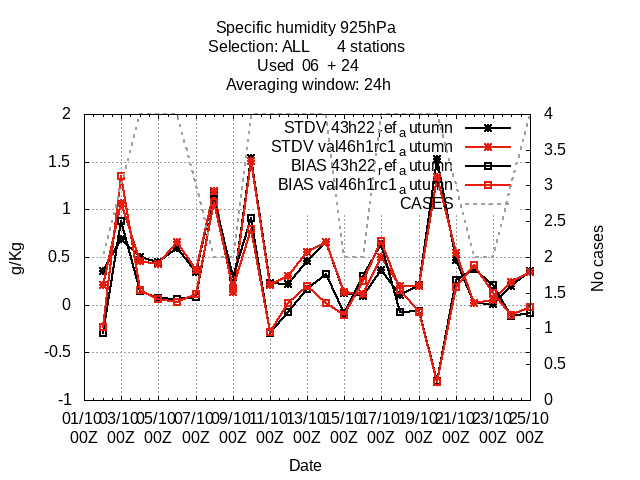 Specific humidity 925hPa
Selection: ALL 4 stations
Used 06 + 24
Averaging window: 24h
STDV 43h22refautumn
STDV val46h1rc1autumn
BIAS 43h22refautumn
BIAS val46h1rc1autumn
CASES
2
1.5
1
0.5
0
-0.5
-1
g/Kg
4
3.5
3
2.5
2
1.5
1
0.5
0
No cases
01/10 03/10 05/10 07/10 09/10 11/10 13/10 15/10 17/10 19/10 21/10 23/10 25/10
00Z 00Z 00Z 00Z 00Z 00Z 00Z 00Z 00Z 00Z 00Z 00Z 00Z
Date